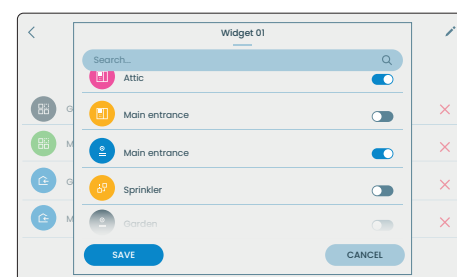 Widget 01
Search...
Attic
Main entrance
G
Main entrance
M
Sprinkler
G
Garden
M
SAVE
CANCEL